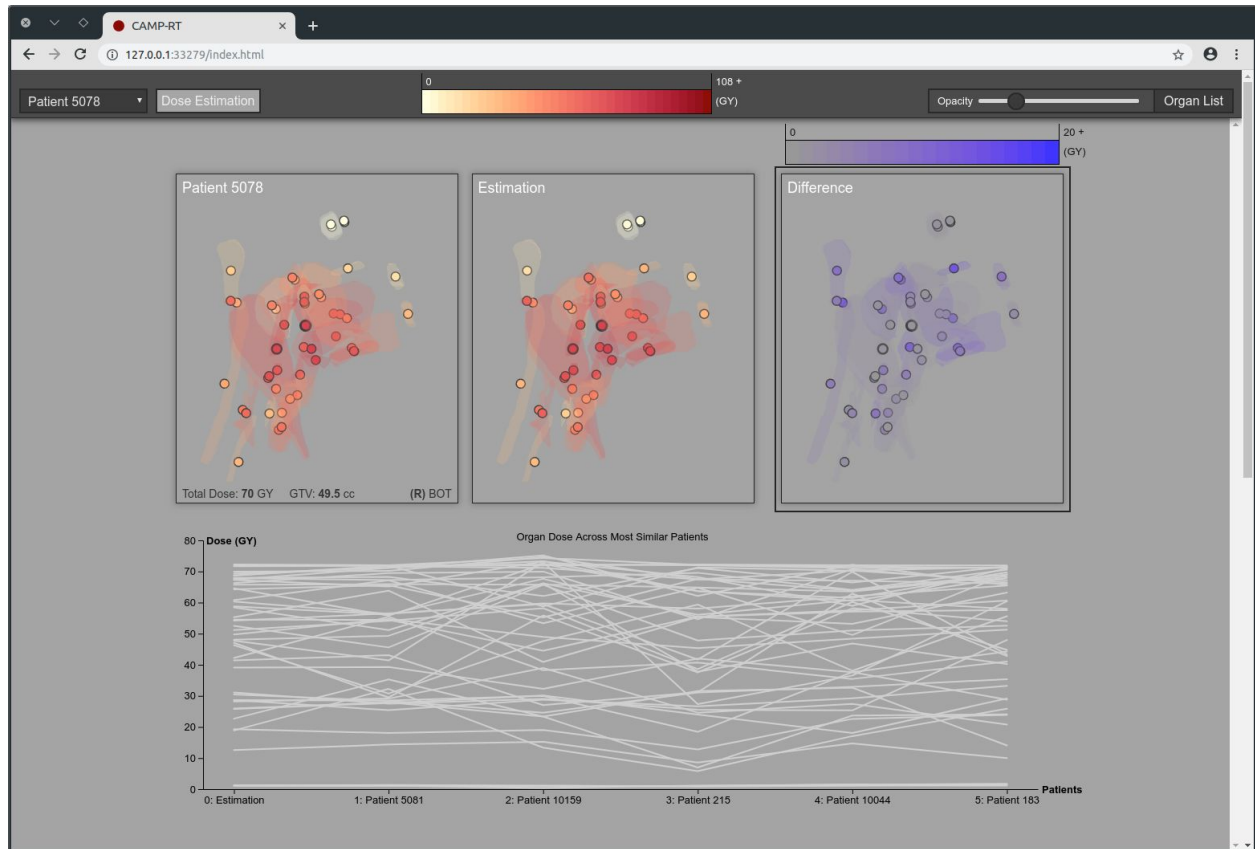 CAMP-RT
127.0.0.1:33279/index.html
Patient 5078
Dose Estimation
0
108 +
(GY)
Opacity
Organ List
0
20 +
(GY)
Patient 5078
Estimation
Difference
Total Dose: 70 GY GTV: 49.5 cc (R) BOT
Organ Dose Across Most Similar Patients
Dose (GY)
80
70
60
50
40
30
20
10
0
0: Estimation
1: Patient 5081
2: Patient 10159
3: Patient 215
4: Patient 10044
5: Patient 183
Patients